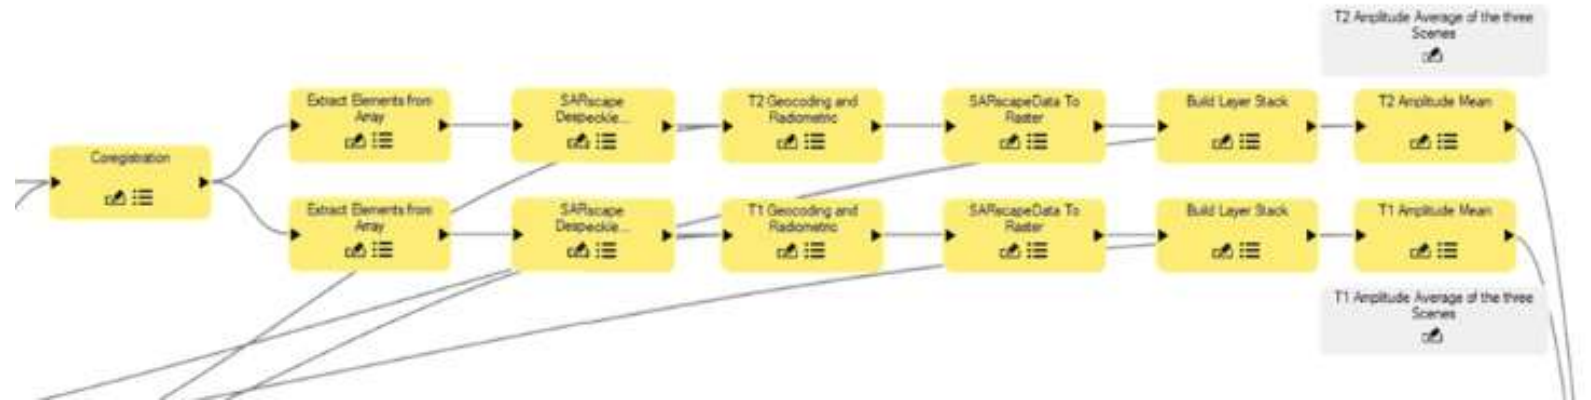 T2 Amplitude Average of the three
Scenes
Extract Elements from
Array
SARscape
Despeckle...
T2 Geocoding and
Radiometric
SARscapeData To
Raster
Build Layer Stack
T2 Amplitude Mean
Coregistration
Extract Elements from
Array
SARscape
Despeckle...
T1 Geocoding and
Radiometric
SARscapeData To
Raster
Build Layer Stack
T1 Amplitude Mean
T1 Amplitude Average of the three
Scenes